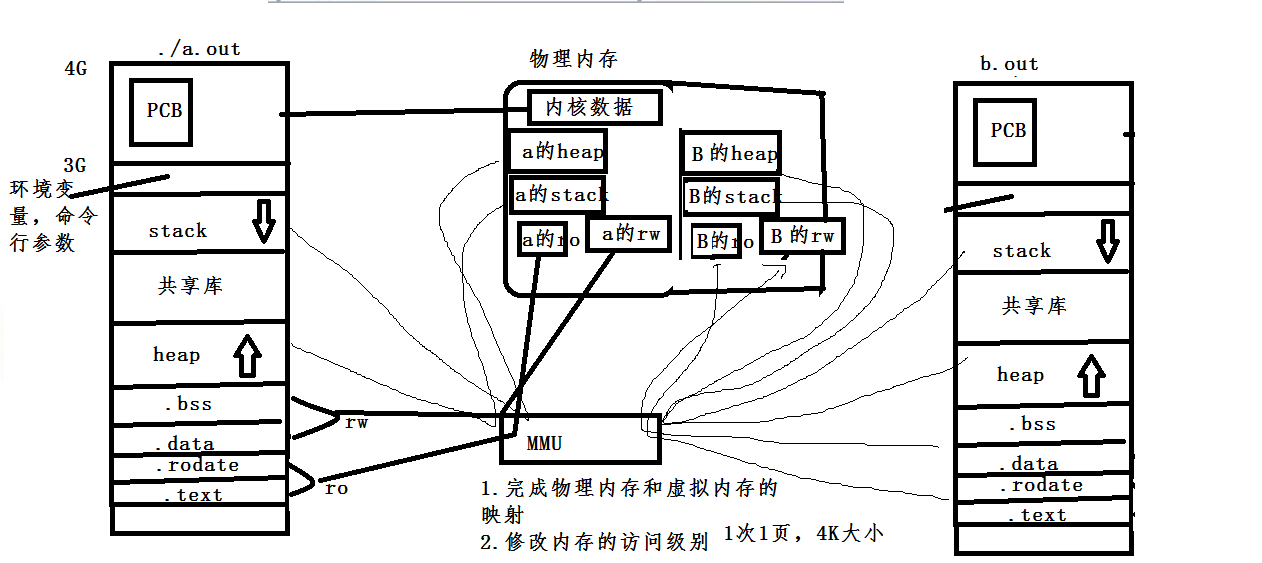 ./a.out
4G
PCB
3G
环境变
量，命令
行参数
stack
共享库
heap
.bss
.data
.rodate
.text
rw
ro
物理内存
内核数据
a的heap
a的stack
a的ro
a的rw
B的heap
B的stack
B的ro
B的rw
MMU
1.完成物理内存和虚拟内存的
映射
2.修改内存的访问级别
1次1页，4K大小
b.out
PCB
stack
共享库
heap
.bss
.data
.rodate
.text